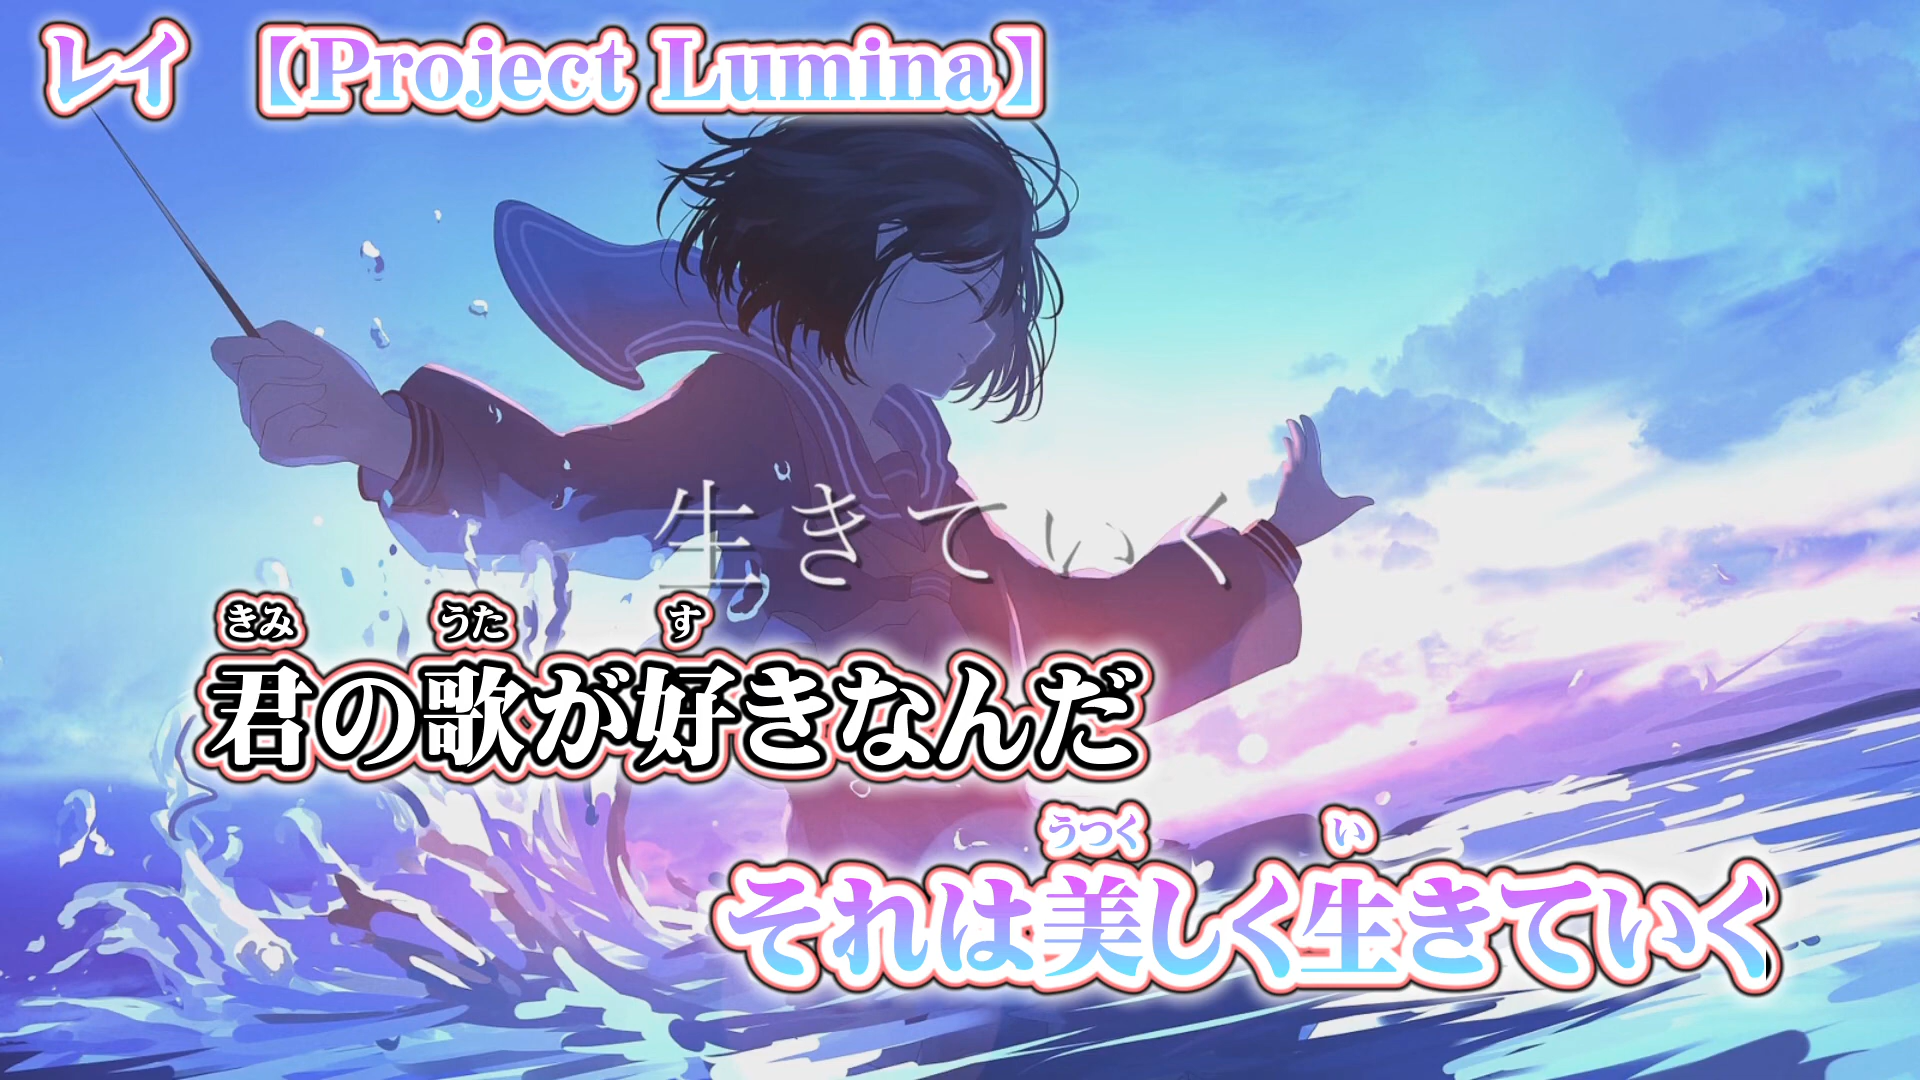 レイ 【Project Lumina】
生きていく
きみ うた す
君の歌が好きなんだ
うつく い
それは美しく生きていく